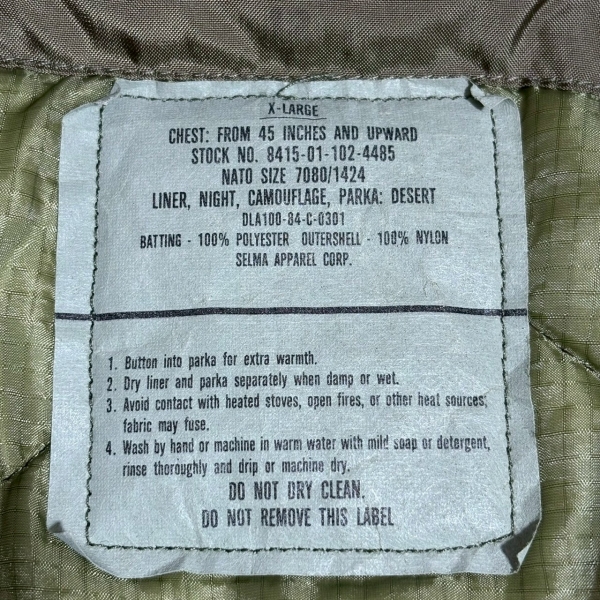 X-LARGE
CHEST: FROM 45 INCHES AND UPWARD
STOCK NO. 8415-01-102-4485
NATO SIZE 7080/1424
LINER, NIGHT, CAMOUFLAGE, PARKA: DESERT
DLA100-84-C-0301
BATTING - 100% POLYESTER OUTERSHELL - 100% NYLON
SELMA APPAREL CORP.
1. Button into parka for extra warmth.
2. Dry liner and parka separately when damp or wet.
3. Avoid contact with heated stoves, open fires, or other heat sources;
fabric may fuse.
4. Wash by hand or machine in warm water with mild soap or detergent,
rinse thoroughly and drip or machine dry.
DO NOT DRY CLEAN.
DO NOT REMOVE THIS LABEL